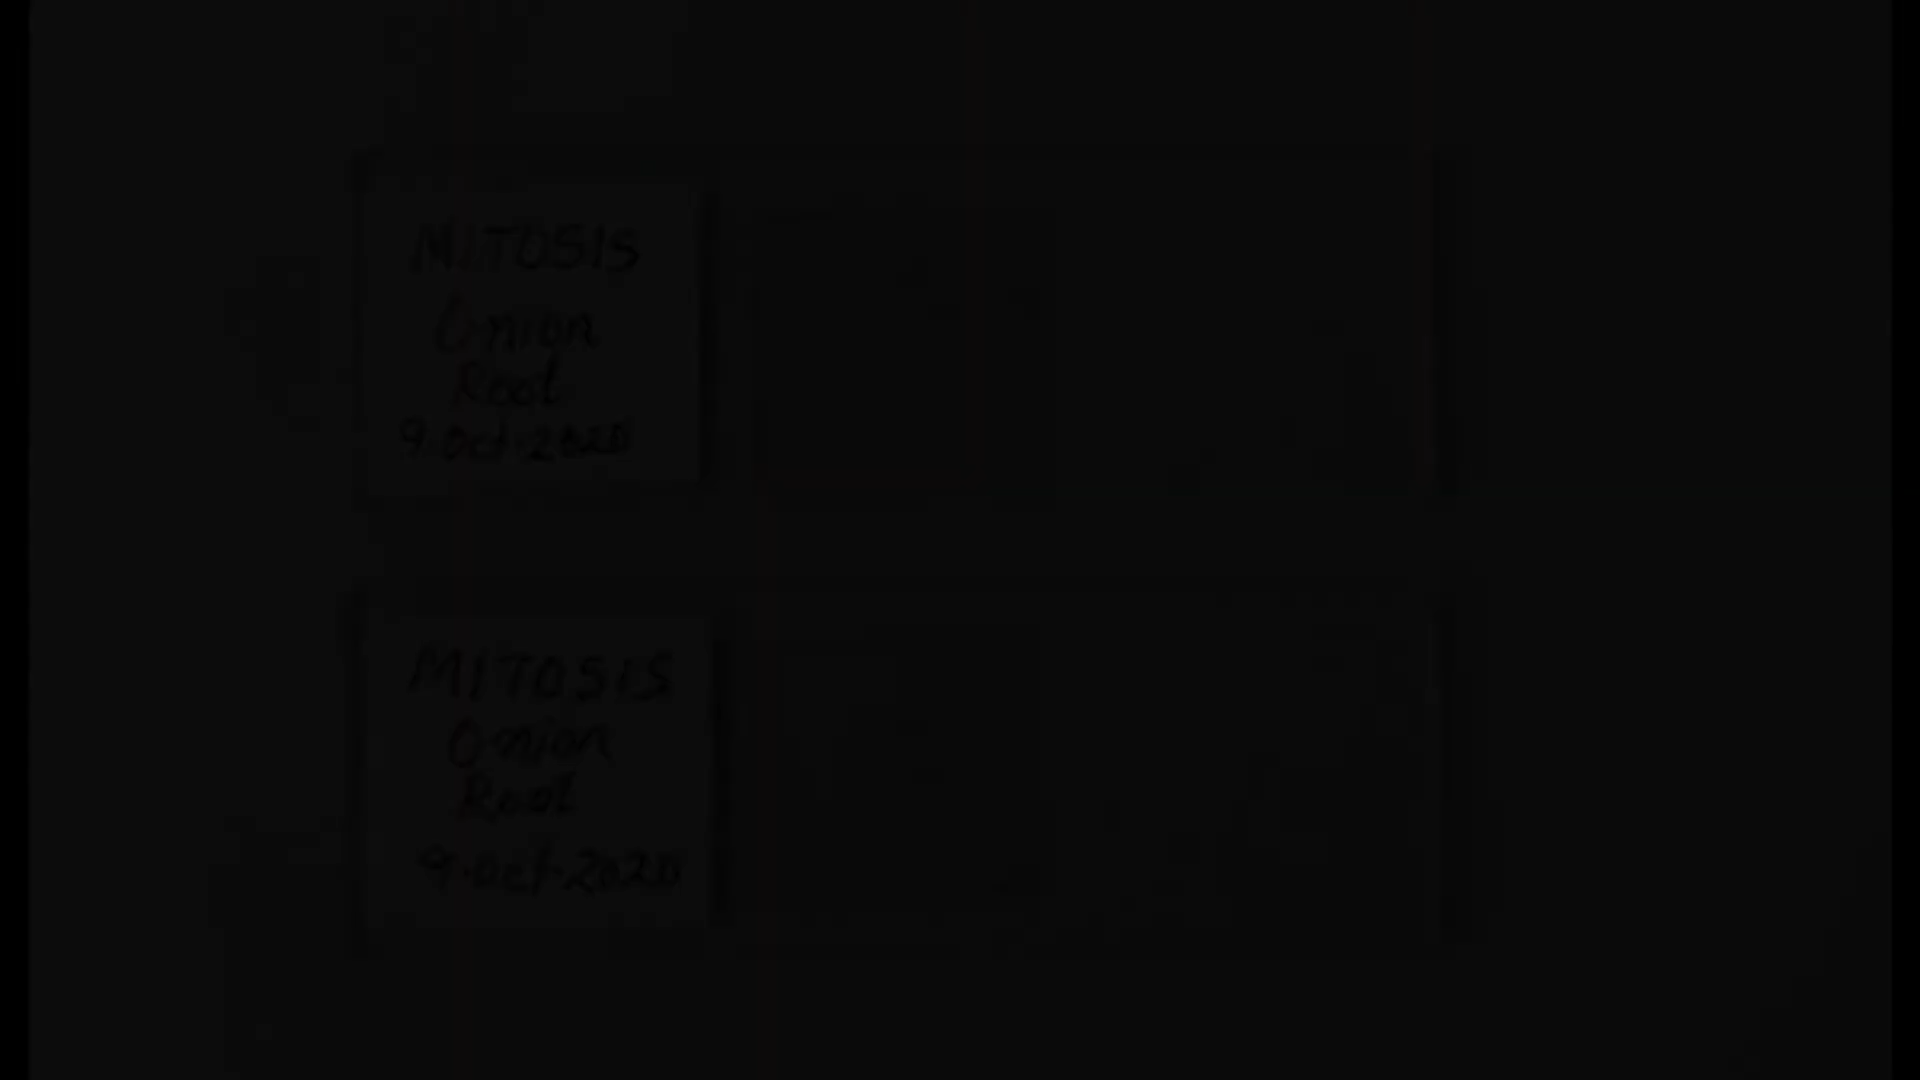 MITOSIS
Onion
Root
9-Oct-2020
MITOSIS
Onion
Root
9-Oct-2020